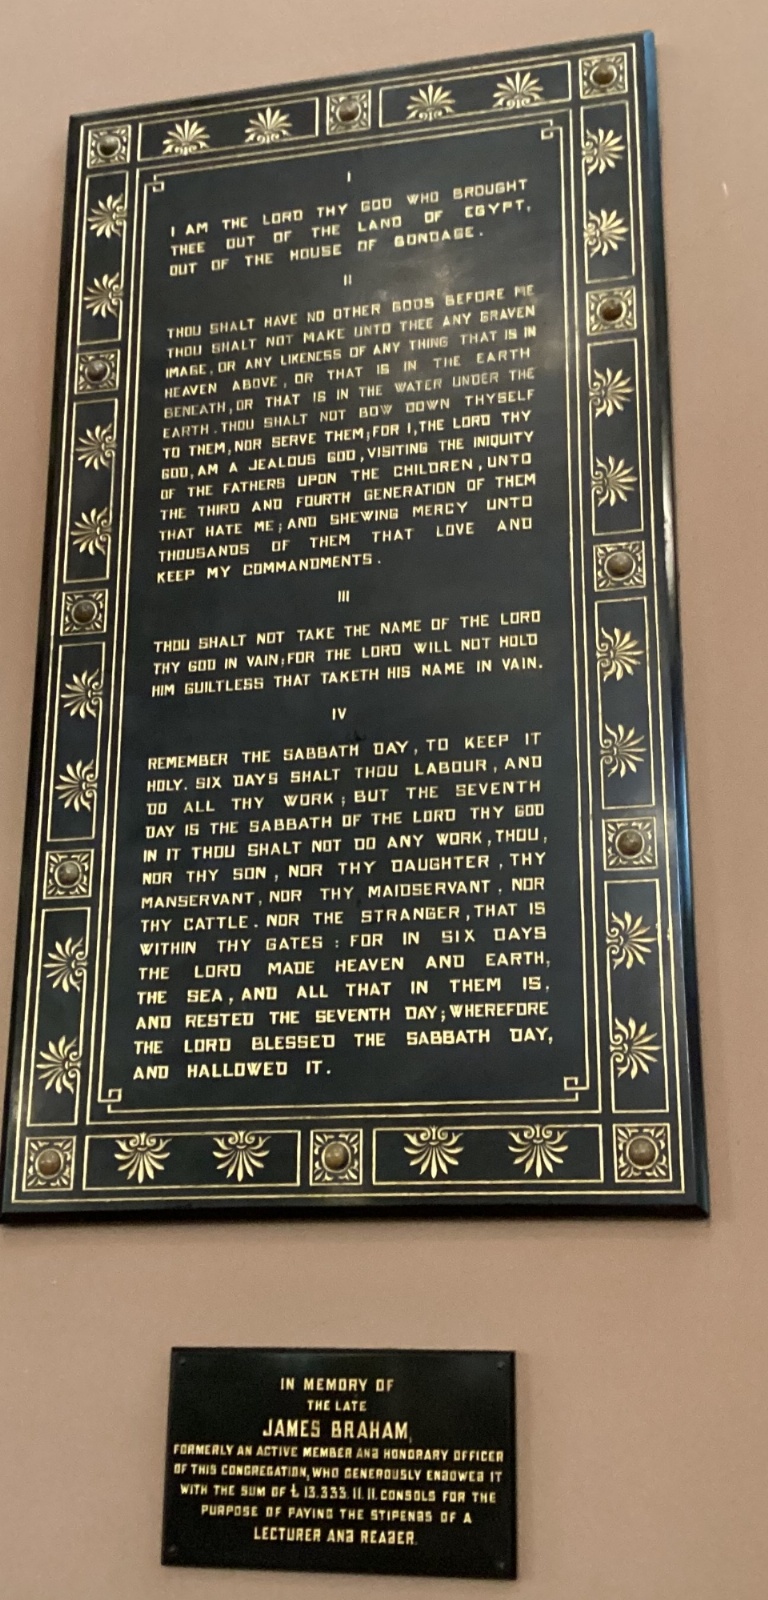 I
I AM THE LORD THY GOD WHO BROUGHT
THEE OUT OF THE LAND OF EGYPT,
OUT OF THE HOUSE OF BONDAGE.
II
THOU SHALT HAVE NO OTHER GODS BEFORE ME
THOU SHALT NOT MAKE UNTO THEE ANY GRAVEN
IMAGE, OR ANY LIKENESS OF ANY THING THAT IS IN
HEAVEN ABOVE, OR THAT IS IN THE EARTH
BENEATH, OR THAT IS IN THE WATER UNDER THE
EARTH. THOU SHALT NOT BOW DOWN THYSELF
TO THEM, NOR SERVE THEM; FOR I, THE LORD THY
GOD, AM A JEALOUS GOD, VISITING THE INIQUITY
OF THE FATHERS UPON THE CHILDREN, UNTO
THE THIRD AND FOURTH GENERATION OF THEM
THAT HATE ME; AND SHEWING MERCY UNTO
THOUSANDS OF THEM THAT LOVE AND
KEEP MY COMMANDMENTS.
III
THOU SHALT NOT TAKE THE NAME OF THE LORD
THY GOD IN VAIN; FOR THE LORD WILL NOT HOLD
HIM GUILTLESS THAT TAKETH HIS NAME IN VAIN.
IV
REMEMBER THE SABBATH DAY, TO KEEP IT
HOLY. SIX DAYS SHALT THOU LABOUR, AND
DO ALL THY WORK; BUT THE SEVENTH
DAY IS THE SABBATH OF THE LORD THY GOD
IN IT THOU SHALT NOT DO ANY WORK, THOU,
NOR THY SON, NOR THY DAUGHTER, THY
MANSERVANT, NOR THY MAIDSERVANT, NOR
THY CATTLE. NOR THE STRANGER, THAT IS
WITHIN THY GATES: FOR IN SIX DAYS
THE LORD MADE HEAVEN AND EARTH,
THE SEA, AND ALL THAT IN THEM IS,
AND RESTED THE SEVENTH DAY; WHEREFORE
THE LORD BLESSED THE SABBATH DAY,
AND HALLOWED IT.
IN MEMORY OF
THE LATE
JAMES BRAHAM,
FORMERLY AN ACTIVE MEMBER AND HONORARY OFFICER
OF THIS CONGREGATION, WHO GENEROUSLY ENDOWED IT
WITH THE SUM OF £ 13.333. 11. 11. CONSOLS FOR THE
PURPOSE OF PAYING THE STIPENDS OF A
LECTURER AND READER.